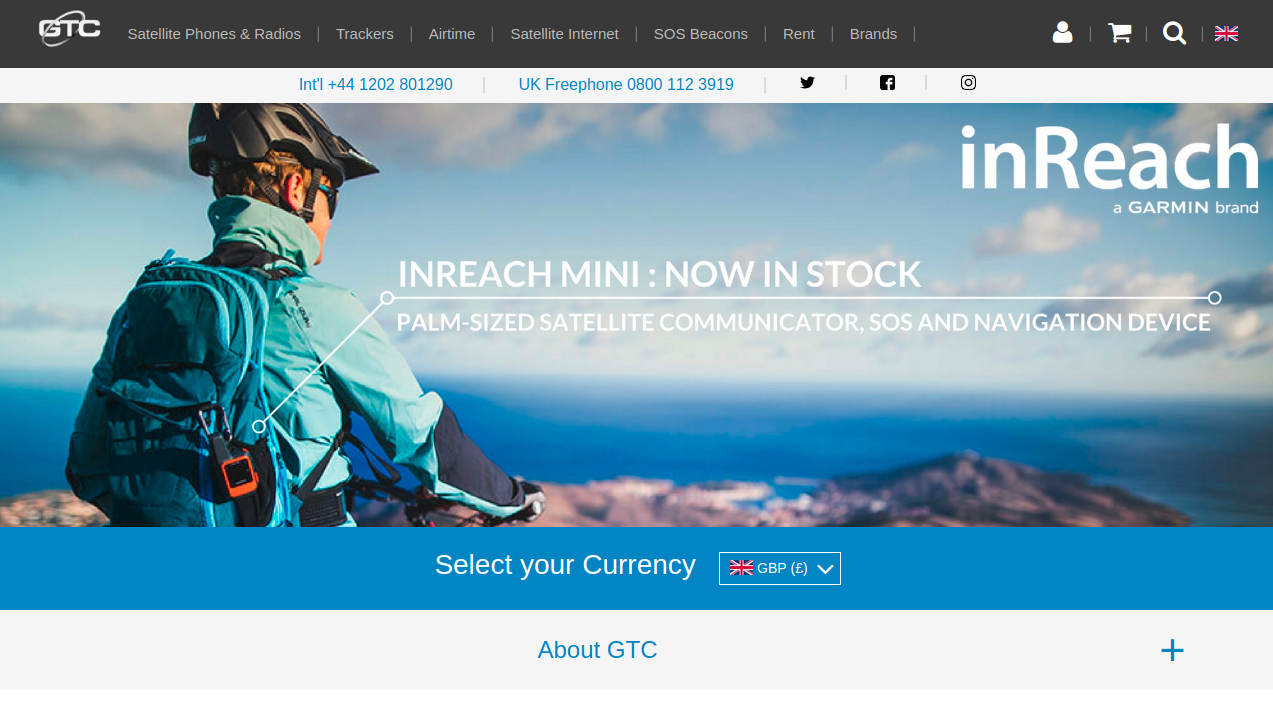 GTC
Satellite Phones & Radios
Trackers
Airtime
Satellite Internet
SOS Beacons
Rent
Brands
Int'l +44 1202 801290
UK Freephone 0800 112 3919
inReach
a GARMIN brand
INREACH MINI : NOW IN STOCK
PALM-SIZED SATELLITE COMMUNICATOR, SOS AND NAVIGATION DEVICE
Select your Currency
GBP (£)
About GTC
+